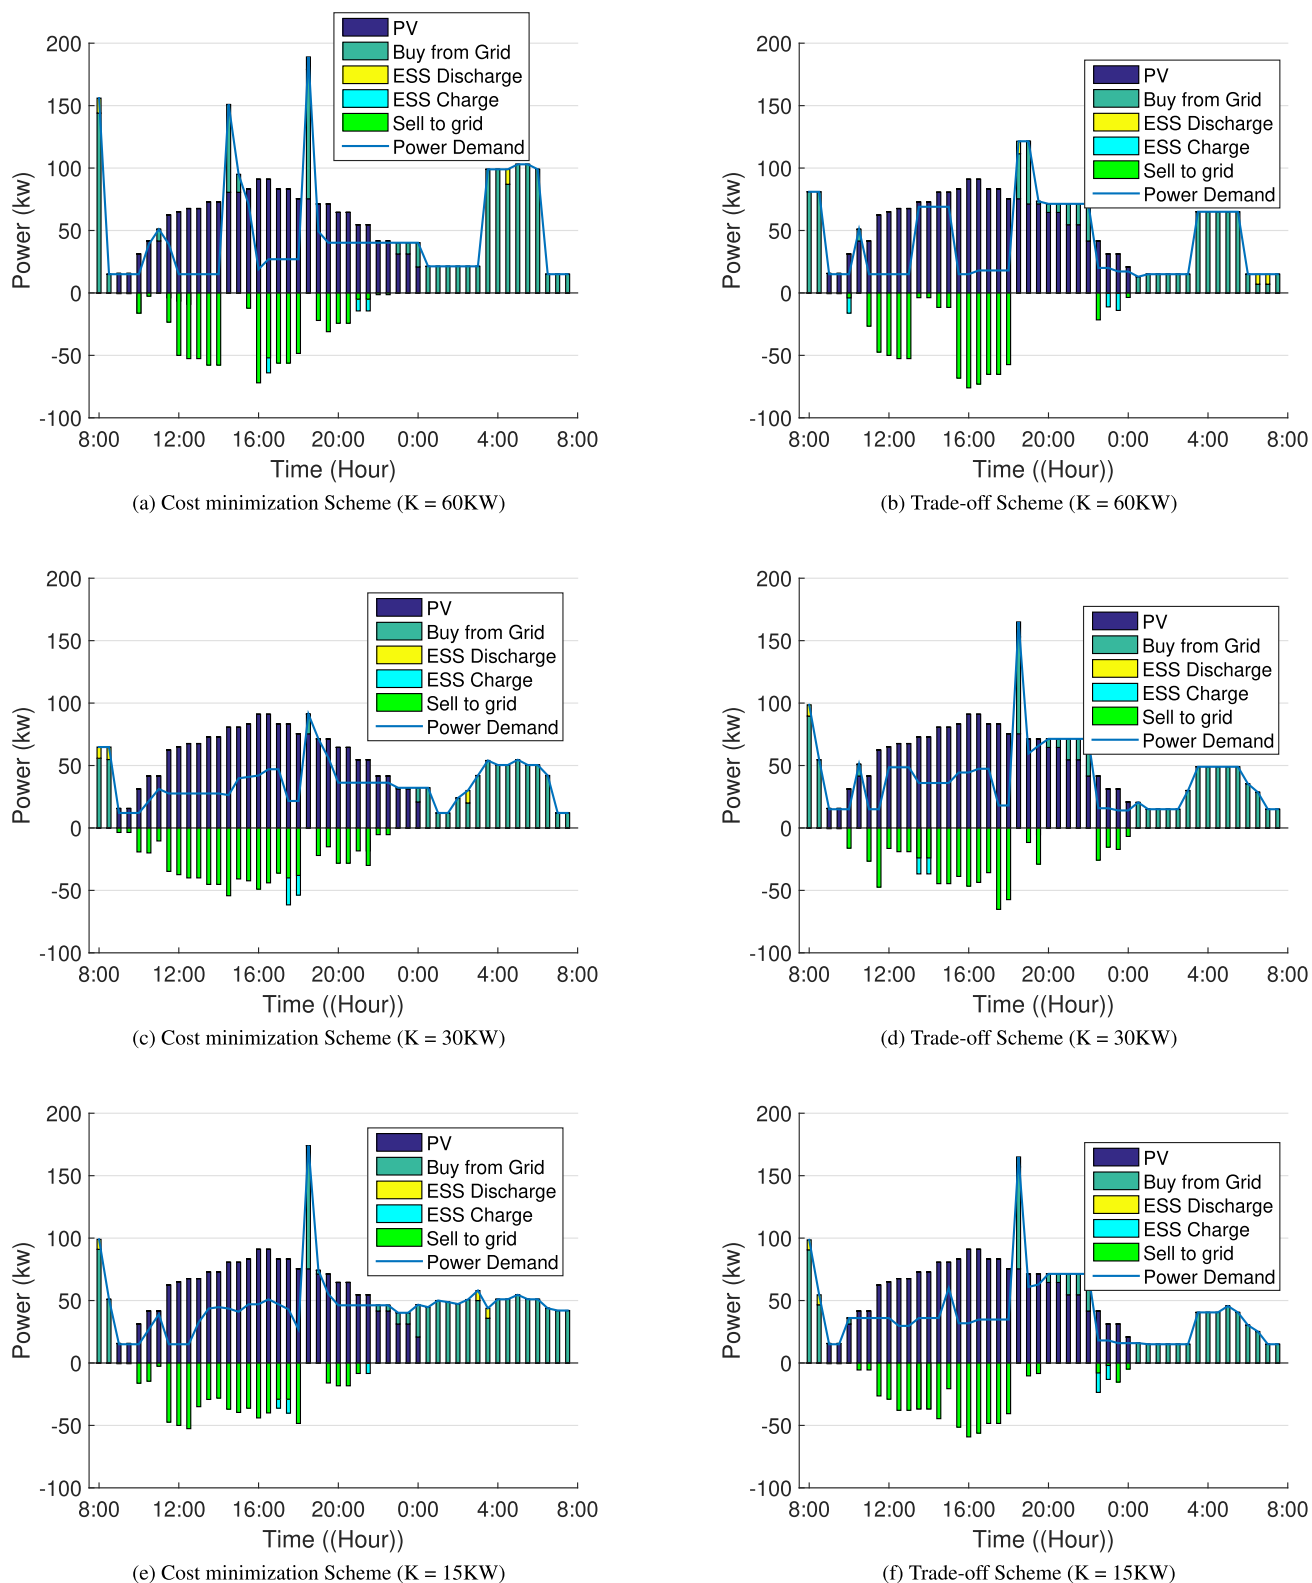 PV
Buy from Grid
ESS Discharge
ESS Charge
Sell to grid
Power Demand
200
150
100
50
0
-50
-100
Power (kw)
8:00 12:00 16:00 20:00 0:00 4:00 8:00
Time (Hour)
(a) Cost minimization Scheme (K = 60KW)
PV
Buy from Grid
ESS Discharge
ESS Charge
Sell to grid
Power Demand
200
150
100
50
0
-50
-100
Power (kw)
8:00 12:00 16:00 20:00 0:00 4:00 8:00
Time ((Hour))
(b) Trade-off Scheme (K = 60KW)
PV
Buy from Grid
ESS Discharge
ESS Charge
Sell to grid
Power Demand
200
150
100
50
0
-50
-100
Power (kw)
8:00 12:00 16:00 20:00 0:00 4:00 8:00
Time ((Hour))
(c) Cost minimization Scheme (K = 30KW)
PV
Buy from Grid
ESS Discharge
ESS Charge
Sell to grid
Power Demand
200
150
100
50
0
-50
-100
Power (kw)
8:00 12:00 16:00 20:00 0:00 4:00 8:00
Time ((Hour))
(d) Trade-off Scheme (K = 30KW)
PV
Buy from Grid
ESS Discharge
ESS Charge
Sell to grid
Power Demand
200
150
100
50
0
-50
-100
Power (kw)
8:00 12:00 16:00 20:00 0:00 4:00 8:00
Time ((Hour))
(e) Cost minimization Scheme (K = 15KW)
PV
Buy from Grid
ESS Discharge
ESS Charge
Sell to grid
Power Demand
200
150
100
50
0
-50
-100
Power (kw)
8:00 12:00 16:00 20:00 0:00 4:00 8:00
Time ((Hour))
(f) Trade-off Scheme (K = 15KW)